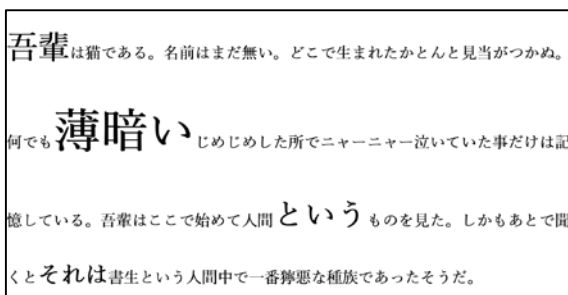 吾輩は猫である。名前はまだ無い。どこで生まれたかとんと見当がつかぬ。
何でも薄暗いじめじめした所でニャーニャー泣いていた事だけは記
憶している。吾輩はここで始めて人間というものを見た。しかもあとで聞
くとそれは書生という人間中で一番獰悪な種族であったそうだ。